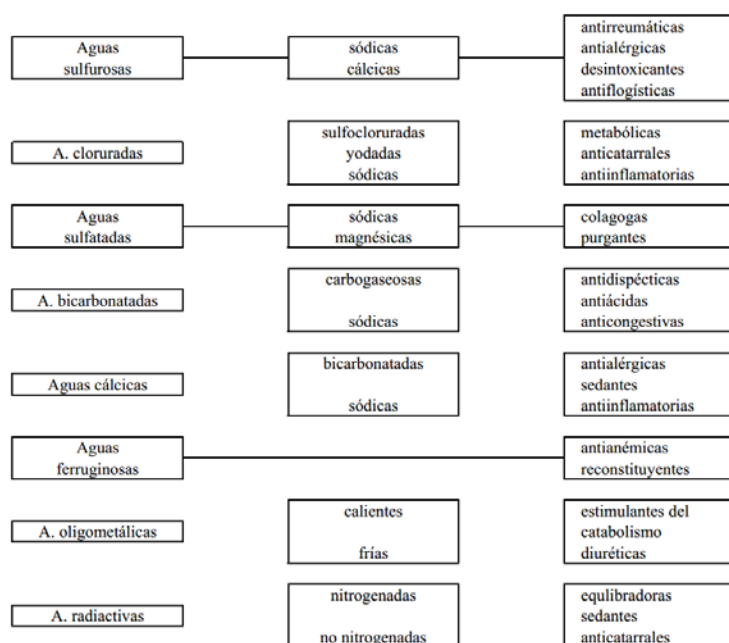 Aguas
sulfurosas
sódicas
cálcicas
antirreumáticas
antialérgicas
desintoxicantes
antiflogísticas
A. cloruradas
sulfocloruradas
yodadas
sódicas
metabólicas
anticatarrales
antiinflamatorias
Aguas
sulfatadas
sódicas
magnésicas
colagogas
purgantes
A. bicarbonatadas
carbogaseosas
sódicas
antidispécticas
antiácidas
anticongestivas
Aguas cálcicas
bicarbonatadas
sódicas
antialérgicas
sedantes
antiinflamatorias
Aguas
ferruginosas
antianémicas
reconstituyentes
A. oligometálicas
calientes
frías
estimulantes del
catabolismo
diuréticas
A. radiactivas
nitrogenadas
no nitrogenadas
equlibradoras
sedantes
anticatarrales